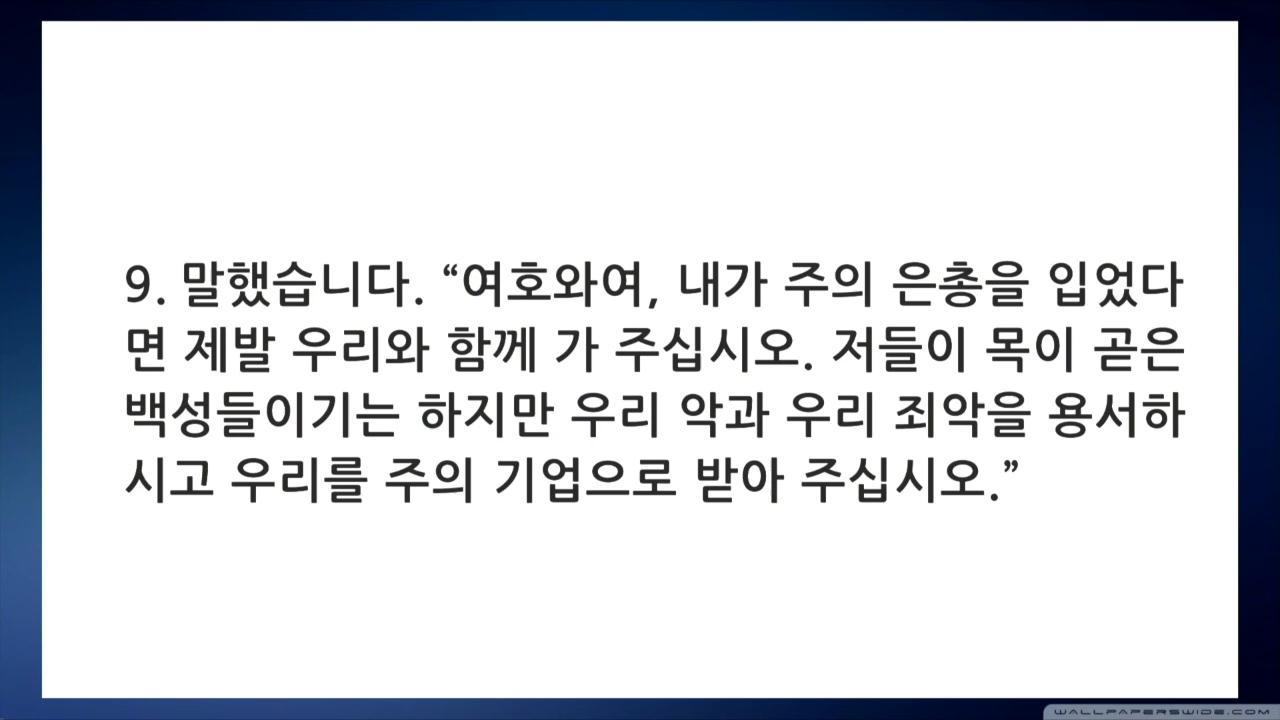 9. 말했습니다. “여호와여, 내가 주의 은총을 입었다
면 제발 우리와 함께 가 주십시오. 저들이 목이 곧은
백성들이기는 하지만 우리 악과 우리 죄악을 용서하
시고 우리를 주의 기업으로 받아 주십시오.”
WALLPAPERSWIDE.COM